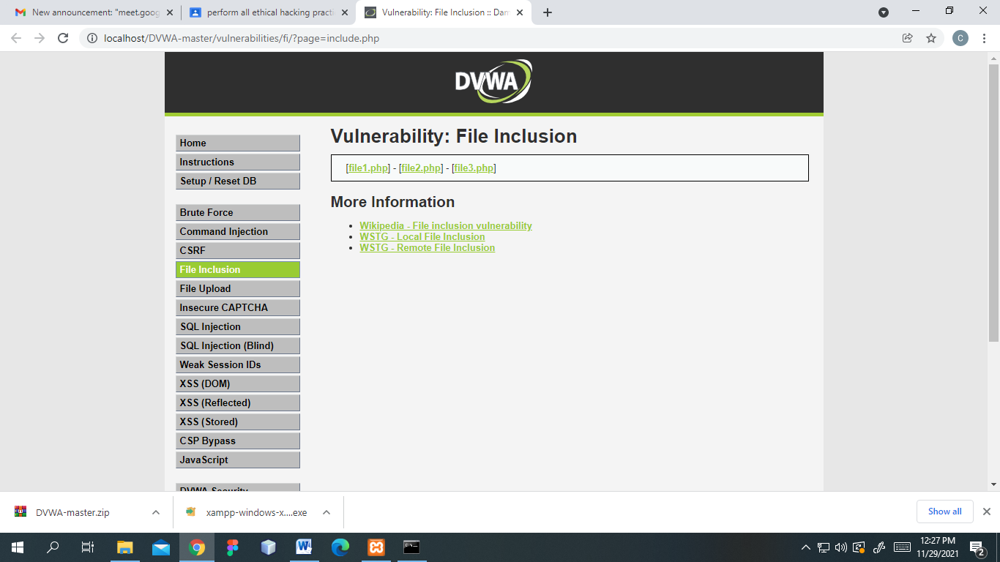 New announcement: "meet.goog
perform all ethical hacking practi
Vulnerability: File Inclusion :: Dam
localhost/DVWA-master/vulnerabilities/fi/?page=include.php
C
DVWA
Home
Instructions
Setup / Reset DB
Brute Force
Command Injection
CSRF
File Inclusion
File Upload
Insecure CAPTCHA
SQL Injection
SQL Injection (Blind)
Weak Session IDs
XSS (DOM)
XSS (Reflected)
XSS (Stored)
CSP Bypass
JavaScript
DVWA Security
Vulnerability: File Inclusion
[file1.php] - [file2.php] - [file3.php]
More Information
Wikipedia - File inclusion vulnerability
WSTG - Local File Inclusion
WSTG - Remote File Inclusion
DVWA-master.zip
xampp-windows-x....exe
Show all
12:27 PM
11/29/2021
2